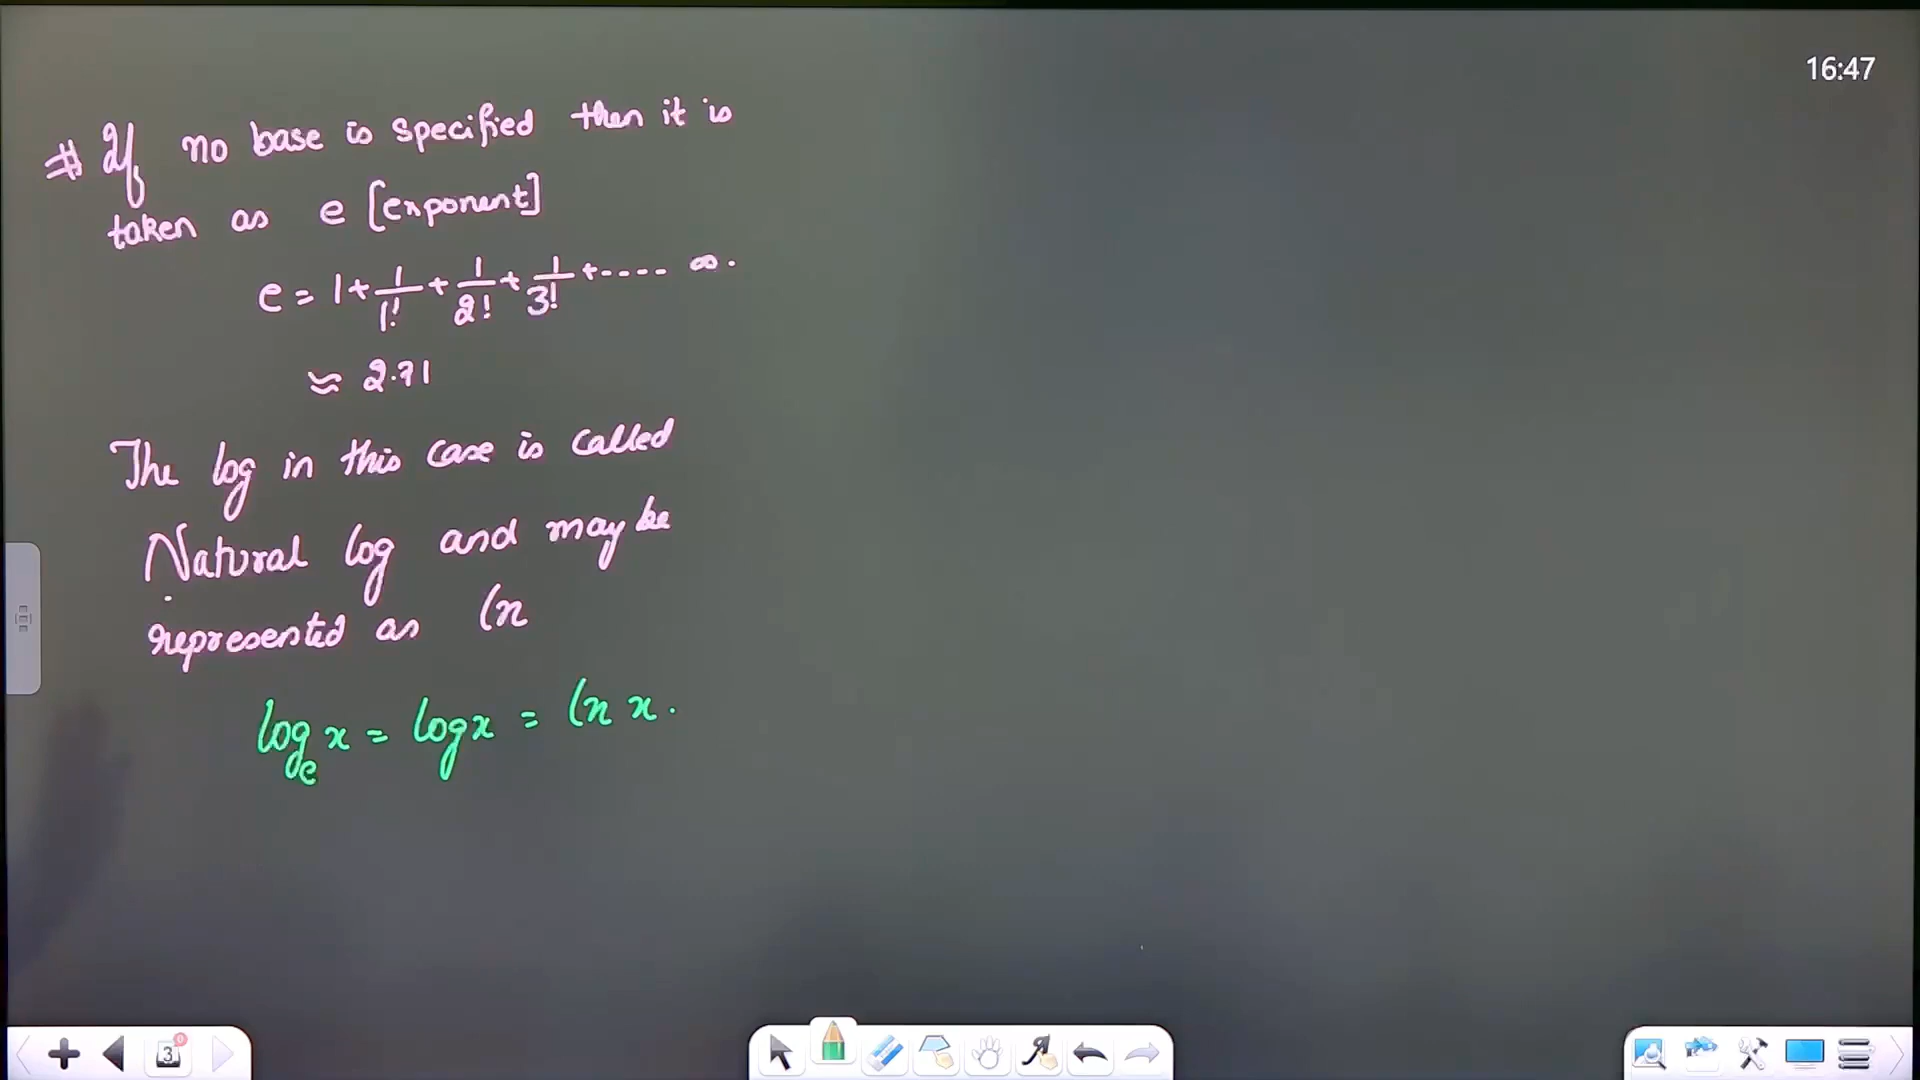 16:47
# If no base is specified then it is
taken as e [exponent]
e = 1 + 1/1! + 1/2! + 1/3! + ---- ∞.
≈ 2.71
The log in this case is called
Natural log and may be
represented as ln
logₑ x = log x = ln x.
3
0